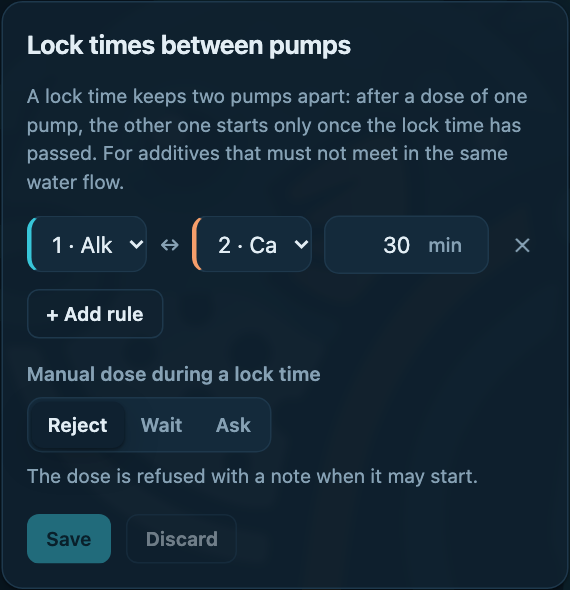 Lock times between pumps
A lock time keeps two pumps apart: after a dose of one
pump, the other one starts only once the lock time has
passed. For additives that must not meet in the same
water flow.
1 · Alk ↔ 2 · Ca 30 min ×
+ Add rule
Manual dose during a lock time
Reject Wait Ask
The dose is refused with a note when it may start.
Save Discard